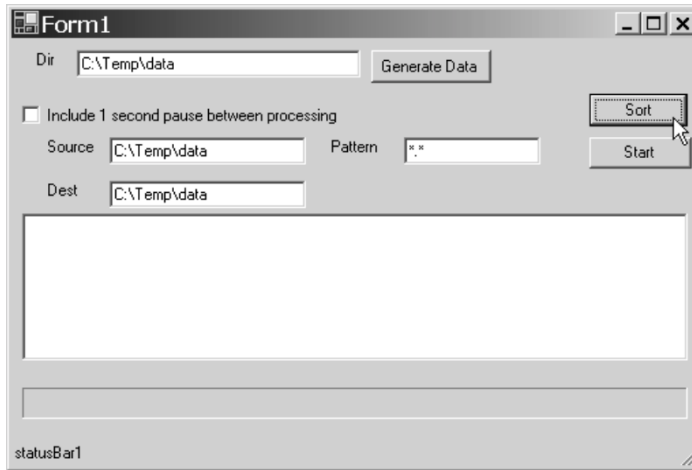 Form1
Dir C:\Temp\data Generate Data
Include 1 second pause between processing Sort
Source C:\Temp\data Pattern *.* Start
Dest C:\Temp\data
statusBar1